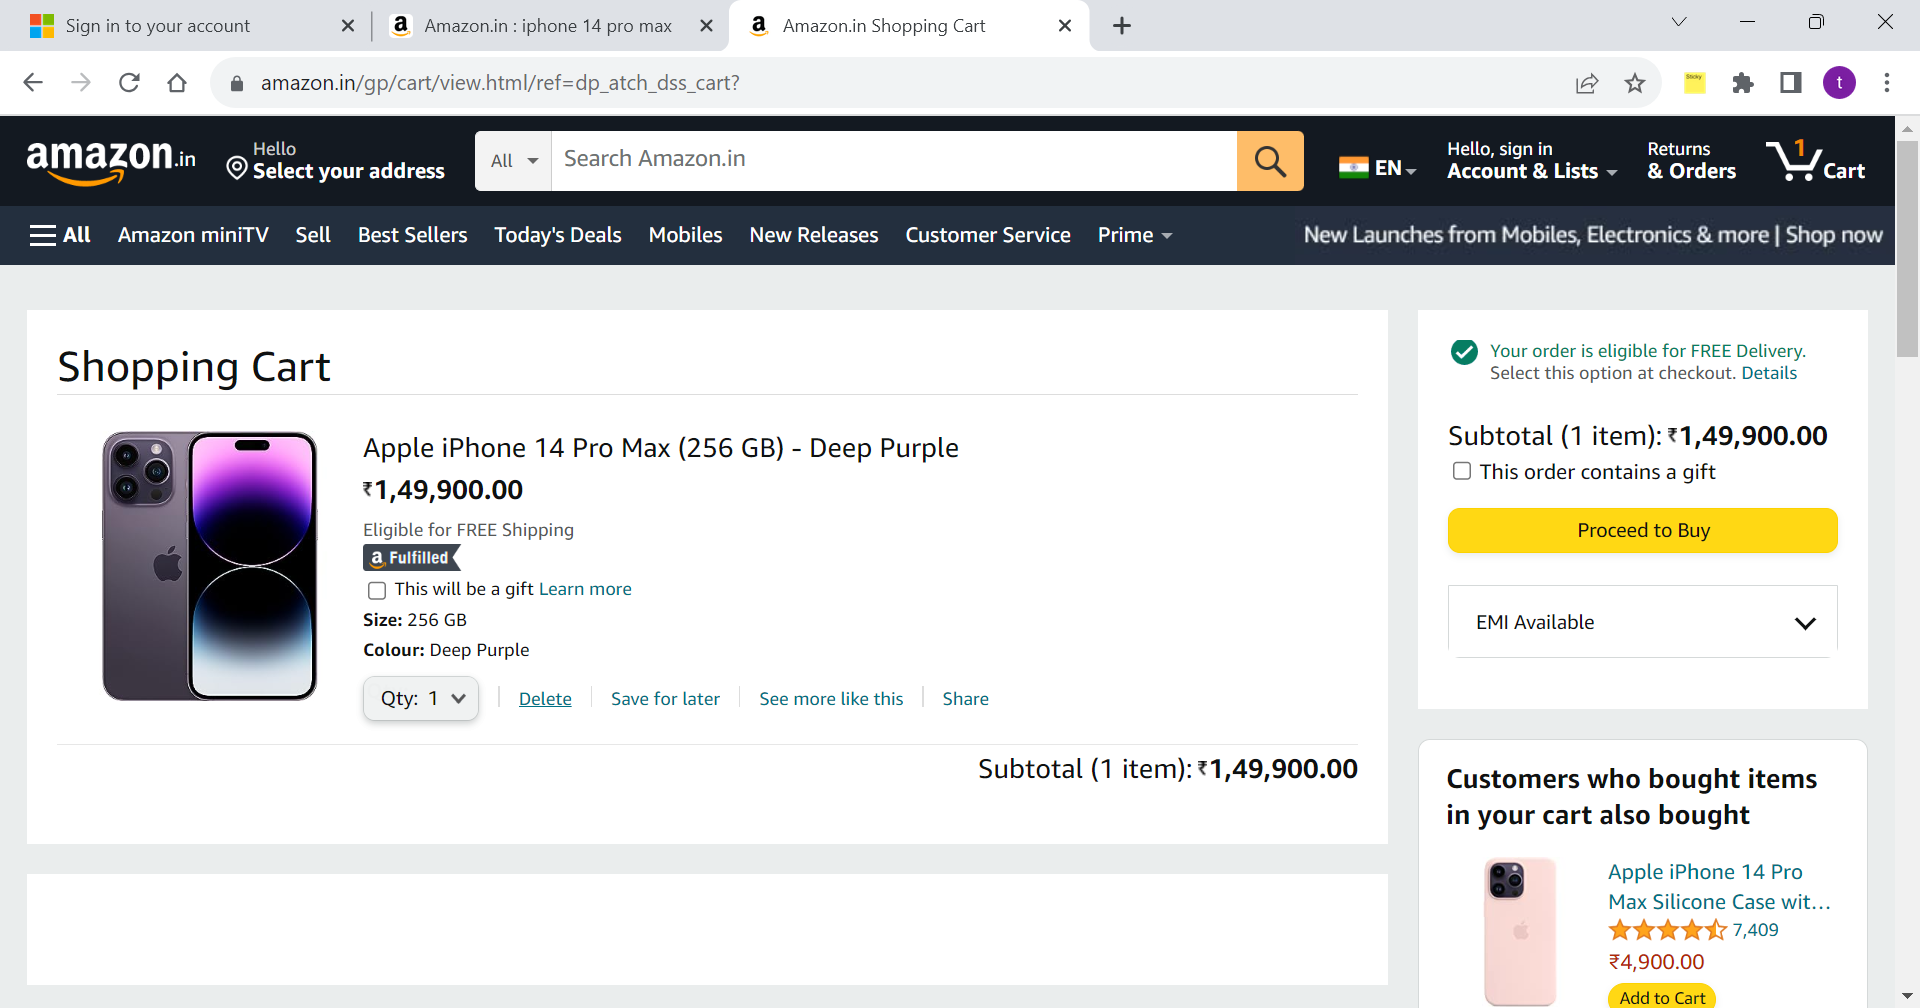 Sign in to your account
Amazon.in : iphone 14 pro max
Amazon.in Shopping Cart
amazon.in/gp/cart/view.html/ref=dp_atch_dss_cart?
Sticky
t
amazon.in
Hello
Select your address
All
Search Amazon.in
EN
Hello, sign in
Account & Lists
Returns
& Orders
1
Cart
All
Amazon miniTV
Sell
Best Sellers
Today's Deals
Mobiles
New Releases
Customer Service
Prime
New Launches from Mobiles, Electronics & more | Shop now
Shopping Cart
Apple iPhone 14 Pro Max (256 GB) - Deep Purple
₹1,49,900.00
Eligible for FREE Shipping
a Fulfilled
This will be a gift Learn more
Size: 256 GB
Colour: Deep Purple
Qty: 1
Delete
Save for later
See more like this
Share
Subtotal (1 item): ₹1,49,900.00
Your order is eligible for FREE Delivery.
Select this option at checkout. Details
Subtotal (1 item): ₹1,49,900.00
This order contains a gift
Proceed to Buy
EMI Available
Customers who bought items
in your cart also bought
Apple iPhone 14 Pro
Max Silicone Case wit…
7,409
₹4,900.00
Add to Cart